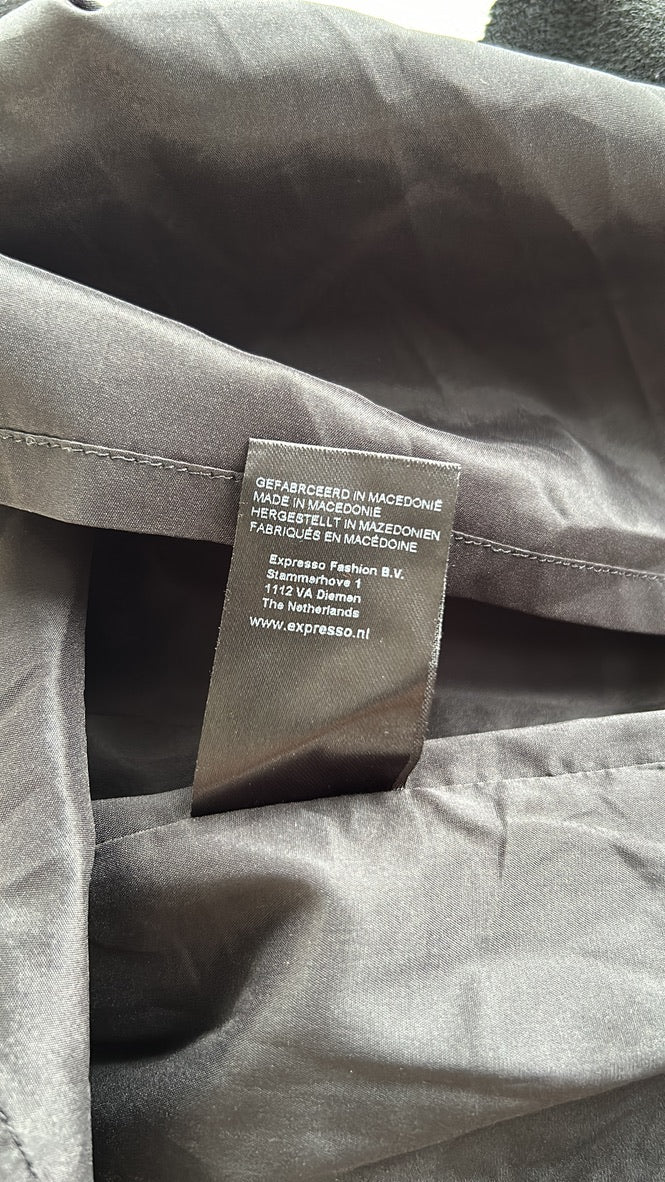 GEFABRCEERD IN MACEDONIÉ
MADE IN MACEDONIË
HERGESTELLT IN MAZEDONIEN
FABRIQUÉS EN MACÉDOINE
Expresso Fashion B.V.
Stammerhove 1
1112 VA Diemen
The Netherlands
www.expresso.nl